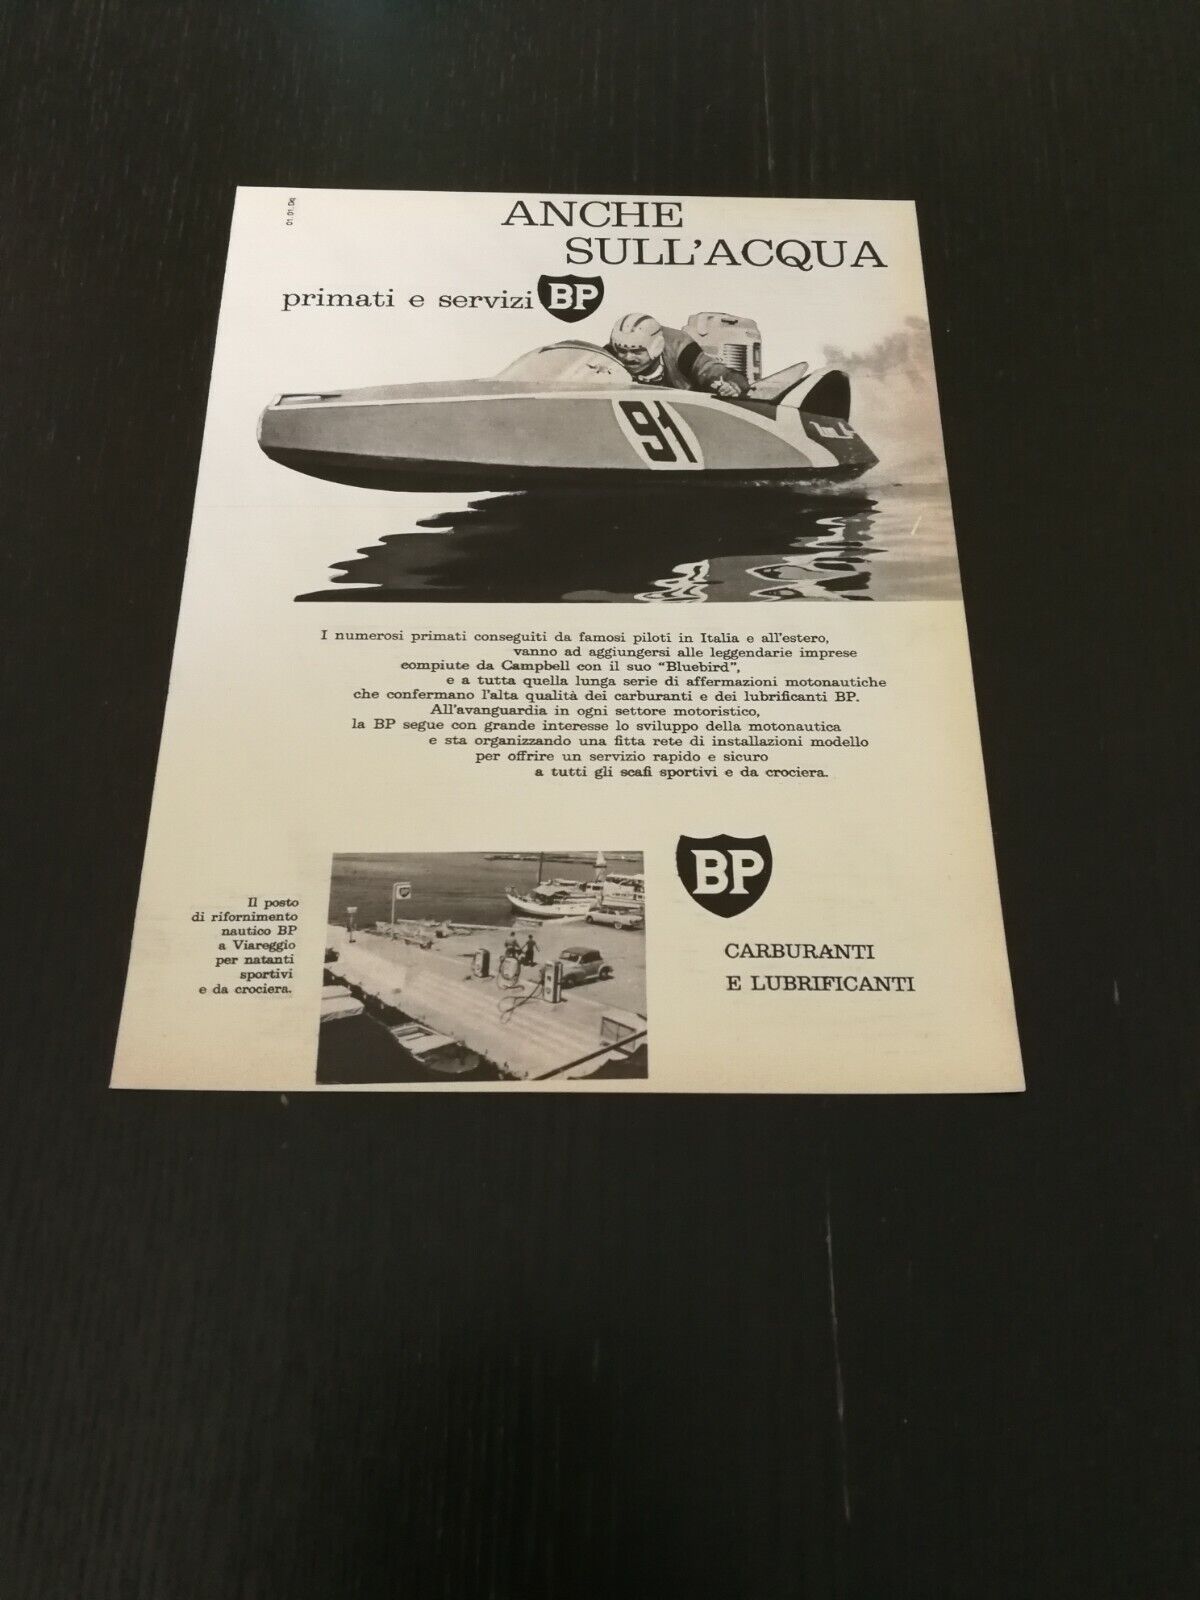 ANCHE
SULL'ACQUA
primati e servizi BP
91
I numerosi primati conseguiti da famosi piloti in Italia e all'estero,
vanno ad aggiungersi alle leggendarie imprese
compiute da Campbell con il suo "Bluebird",
e a tutta quella lunga serie di affermazioni motonautiche
che confermano l'alta qualità dei carburanti e dei lubrificanti BP.
All'avanguardia in ogni settore motoristico,
la BP segue con grande interesse lo sviluppo della motonautica
e sta organizzando una fitta rete di installazioni modello
per offrire un servizio rapido e sicuro
a tutti gli scafi sportivi e da crociera.
Il posto
di rifornimento
nautico BP
a Viareggio
per natanti
sportivi
e da crociera.
BP
CARBURANTI
E LUBRIFICANTI